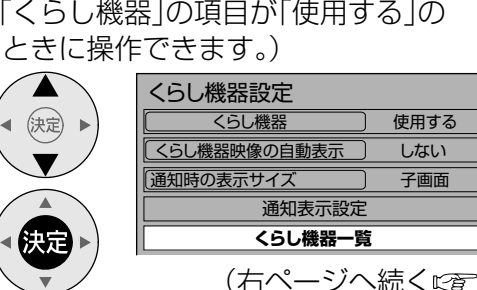 「くらし機器」の項目が「使用する」の
ときに操作できます。)
決定
くらし機器設定
くらし機器 使用する
くらし機器映像の自動表示 しない
通知時の表示サイズ 子画面
通知表示設定
くらし機器一覧
決定
(右ページへ続く☞